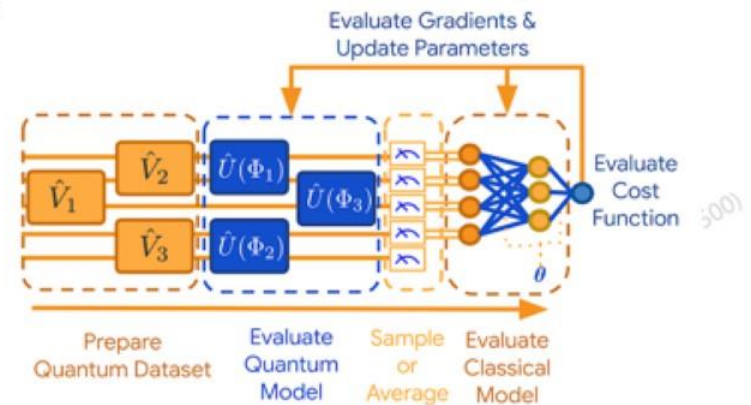 Evaluate Gradients &
Update Parameters
V̂₁
V̂₂
V̂₃
Û(Φ₁)
Û(Φ₂)
Û(Φ₃)
Evaluate
Cost
Function
θ
500)
Prepare
Quantum Dataset
Evaluate
Quantum
Model
Sample
or
Average
Evaluate
Classical
Model